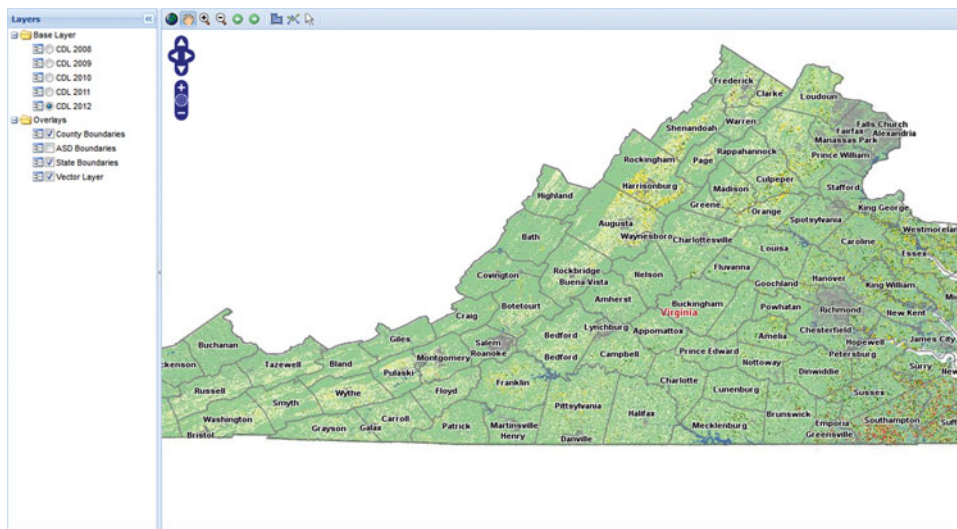 Layers
Base Layer
CDL 2008
CDL 2009
CDL 2010
CDL 2011
CDL 2012
Overlays
County Boundaries
ASD Boundaries
State Boundaries
Vector Layer
Frederick
Clarke
Loudoun
Falls Church
Fairfax
Alexandria
Manassas Park
Prince William
Warren
Shenandoah
Rappahannock
Rockingham
Page
Culpeper
Stafford
Harrisonburg
Madison
Highland
Greene
King George
Orange
Spotsylvania
Augusta
Westmorelan
Waynesboro
Charlottesville
Caroline
Bath
Louisa
Essex
Covington
Rockbridge
Nelson
Fluvanna
Buena Vista
Goochland
Hanover
King William
Amherst
Buckingham
Powhatan
Richmond
New Kent
Botetourt
Virginia
Craig
Lynchburg
Appomattox
Amelia
Chesterfield
Hopewell
James City
Buchanan
Giles
Salem
Roanoke
Bedford
Bedford
Campbell
Prince Edward
Nottoway
Petersburg
Surry
ckenson
Tazewell
Bland
Montgomery
Pulaski
Dinwiddie
Russell
Wythe
Floyd
Franklin
Charlotte
Lunenburg
Sussex
Smyth
Washington
Carroll
Pittsylvania
Halifax
Brunswick
Southampton
Suff
Bristol
Grayson
Galax
Patrick
Martinsville
Henry
Danville
Mecklenburg
Emporia
Greensville